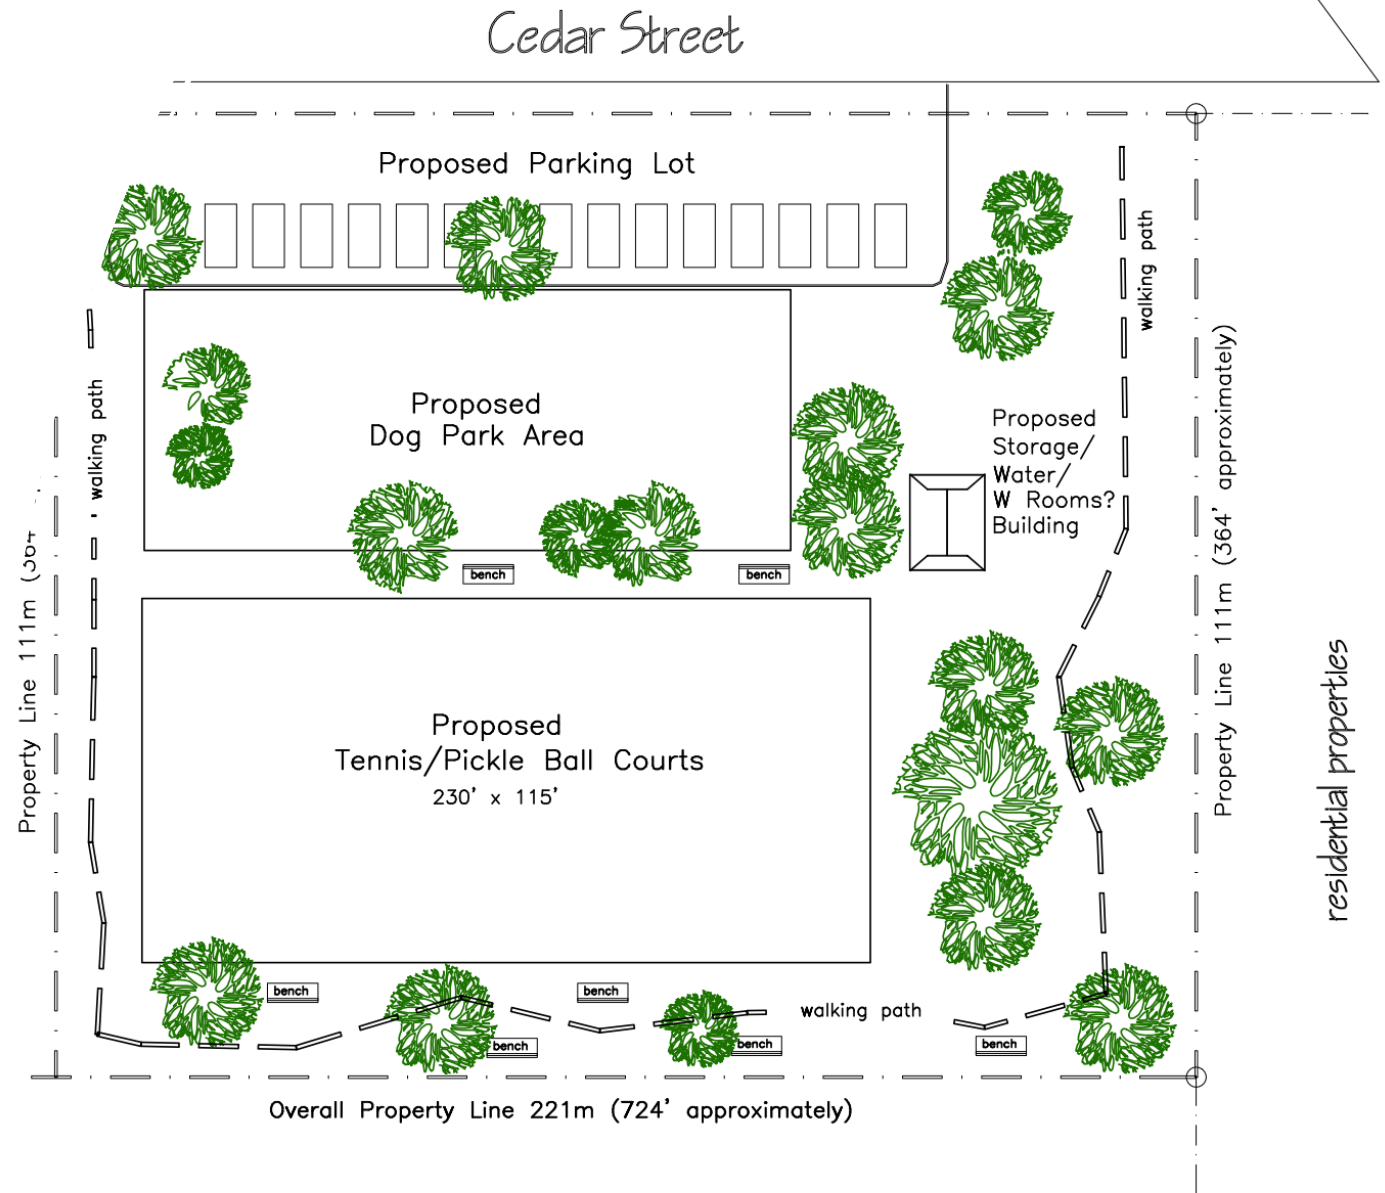 Cedar Street
Proposed Parking Lot
walking path
walking path
Proposed
Dog Park Area
Proposed
Storage/
Water/
W Rooms?
Building
Property Line 111m (364' approximately)
Property Line 111m
bench
bench
Proposed
Tennis/Pickle Ball Courts
230' x 115'
residential properties
bench
bench
walking path
bench
bench
bench
Overall Property Line 221m (724' approximately)